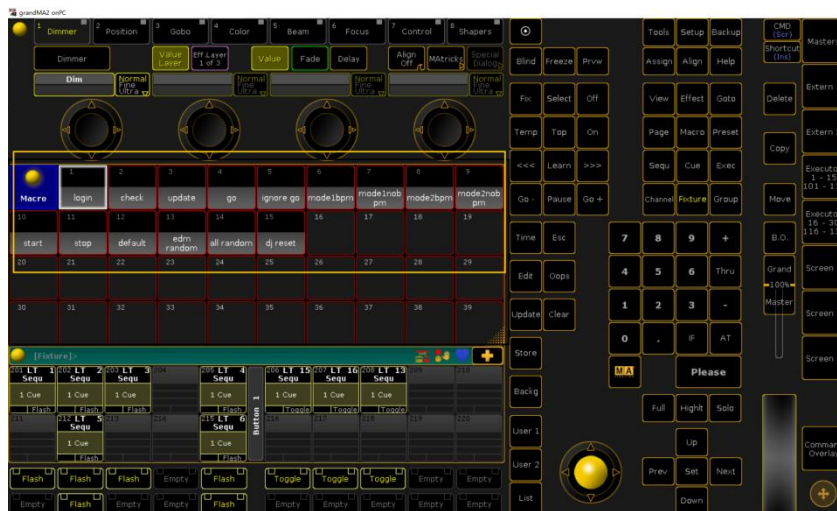 grandMA2 onPC
1 Dimmer 2 Position 3 Gobo 4 Color 5 Beam 6 Focus 7 Control 8 Shapers
Dimmer Value Layer Eff.Layer 1 of 3 Value Fade Delay Align Off MAtricks Special Dialog
Dim Normal Fine Ultra Normal Fine Ultra Normal Fine Ultra Normal Fine Ultra
Macro 1 login 2 check 3 update 4 go 5 ignore go 6 mode1bpm 7 mode1nobpm 8 mode2bpm 9 mode2nobpm
10 start 11 stop 12 default 13 edm random 14 all random 15 dj reset 16 17 18 19
20 21 22 23 24 25 26 27 28 29
30 31 32 33 34 35 36 37 38 39
[Fixture]>
201 LT 1 202 LT 2 203 LT 3 204 205 LT 4 206 LT 15 207 LT 16 208 LT 13 209 210
Sequ Sequ Sequ Sequ Sequ Sequ Sequ
1 Cue 1 Cue 1 Cue 1 Cue 1 Cue 1 Cue 1 Cue
Flash Flash Flash Flash Toggle Toggle Toggle
Button 1
211 212 LT 5 213 214 215 LT 6 216 217 218 219 220
Sequ Sequ
1 Cue 1 Cue
Flash Flash
Flash Flash Flash Empty Flash Toggle Toggle Toggle Empty Empty
Empty Flash Empty Empty Flash Empty Empty Empty Empty Empty
Tools Setup Backup CMD (Scr) Masters
Blind Freeze Prvw Assign Align Help Shortcut (Ins)
Fix Select Off View Effect Goto Delete Extern
Temp Top On Page Macro Preset Copy Extern
<<< Learn >>> Sequ Cue Exec
Go - Pause Go + Channel Fixture Group Move
Time Esc 7 8 9 + B.O.
Edit Oops 4 5 6 Thru Grand 100% Master Screen
Update Clear 1 2 3 - Screen
Store 0 . IF AT Screen
Backg MA Please
Full Highlt Solo
User 1 Up Command Overlay
User 2 Prev Set Next
List Down